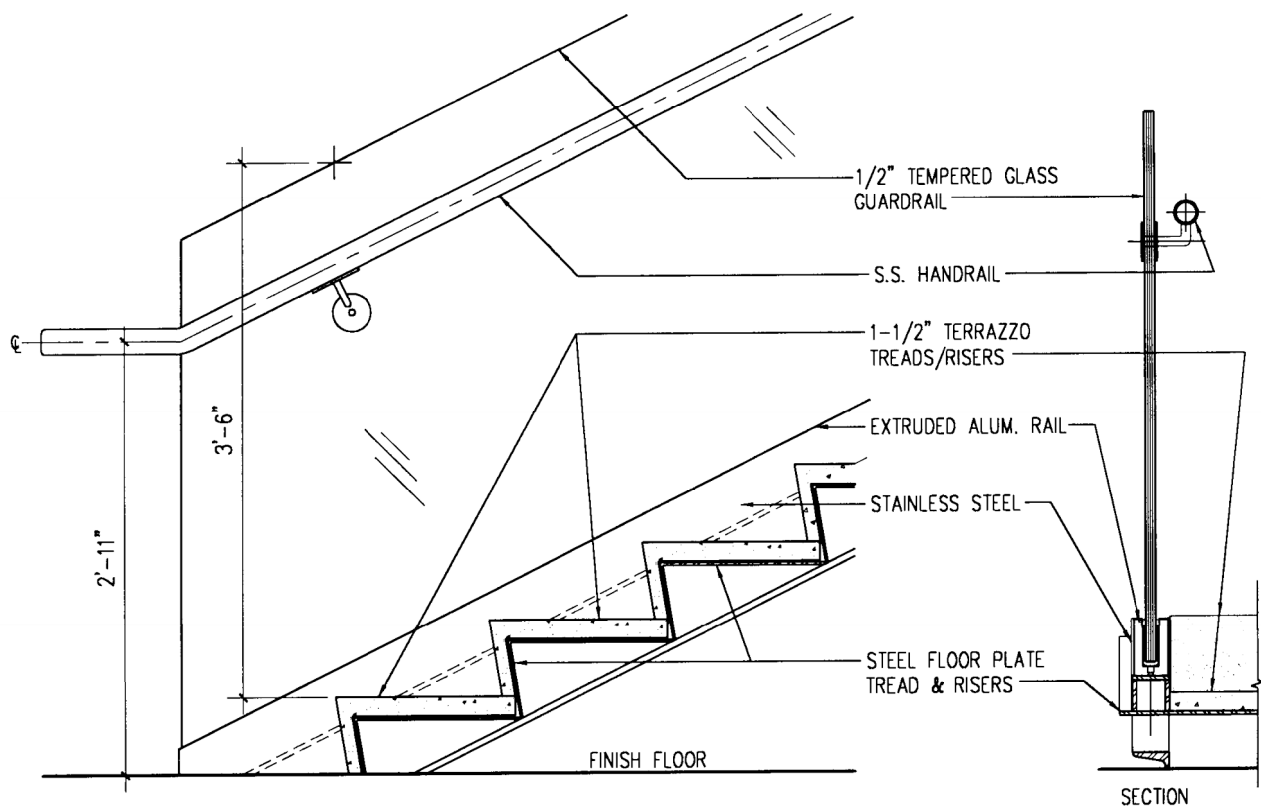 1/2" TEMPERED GLASS
GUARDRAIL
S.S. HANDRAIL
℄
1-1/2" TERRAZZO
TREADS/RISERS
3'-6"
2'-11"
EXTRUDED ALUM. RAIL
STAINLESS STEEL
STEEL FLOOR PLATE
TREAD & RISERS
FINISH FLOOR
SECTION